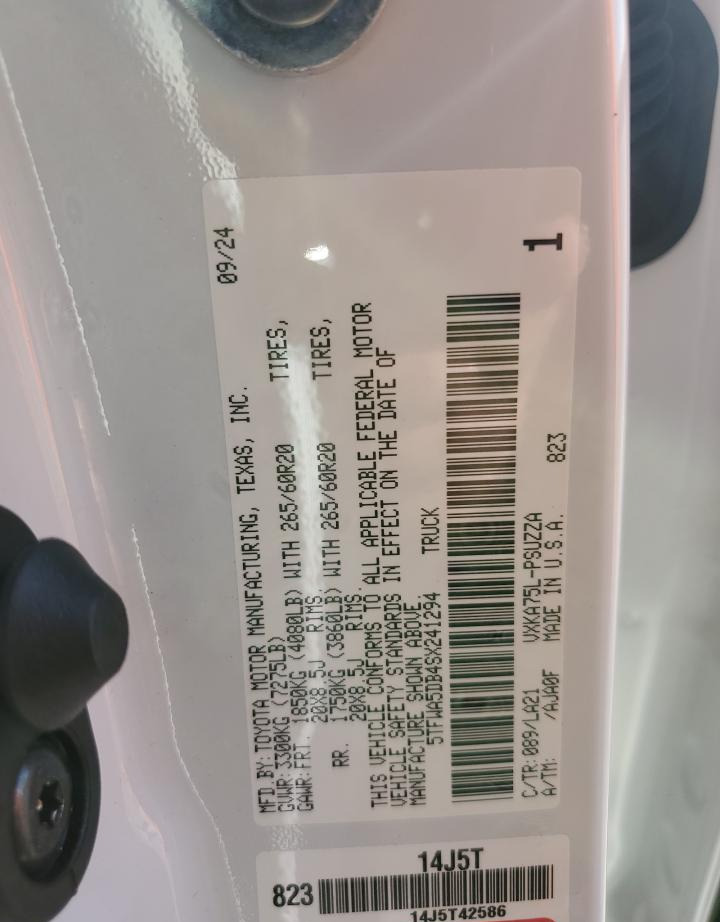 MFD.BY:TOYOTA MOTOR MANUFACTURING, TEXAS, INC. 09/24
GVWR:3300KG (7275LB)
GAWR:FRT. 1850KG (4080LB) WITH 265/60R20 TIRES,
20X8.5J RIMS.
RR. 1750KG (3860LB) WITH 265/60R20 TIRES,
20X8.5J RIMS.
THIS VEHICLE CONFORMS TO ALL APPLICABLE FEDERAL MOTOR
VEHICLE SAFETY STANDARDS IN EFFECT ON THE DATE OF
MANUFACTURE SHOWN ABOVE.
5TFWA5DB4SX241294 TRUCK
C/TR:089/LA21 VXKA75L-PSUZZA
A/TM: /AJA0F MADE IN U.S.A. 823
1
14J5T
823
14J5T42586